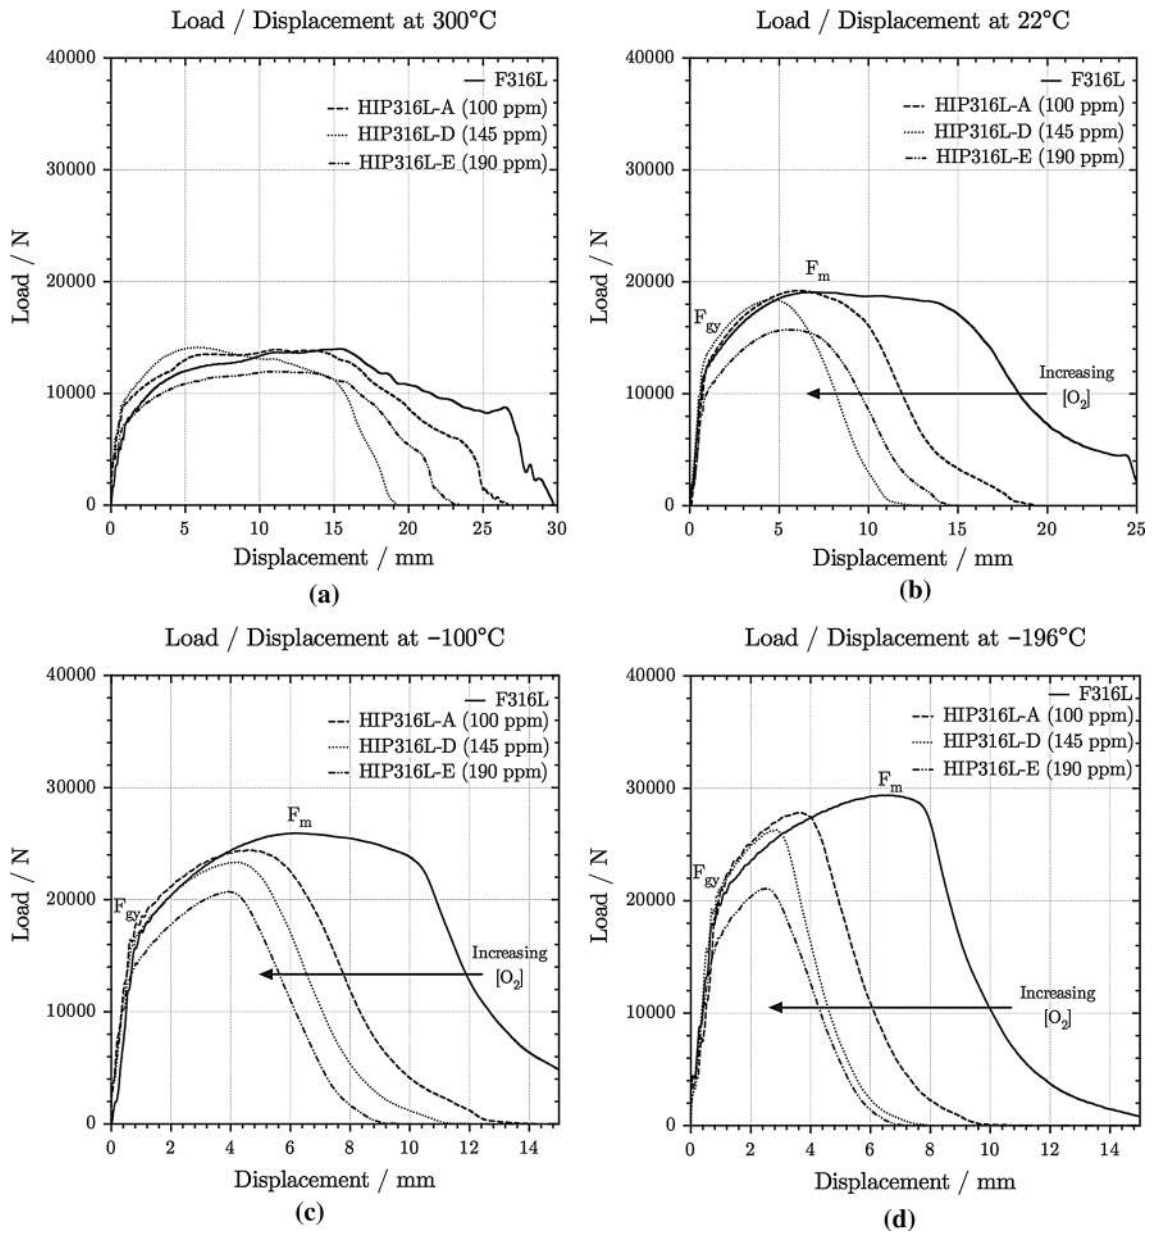 Load / Displacement at 300°C
40000
30000
20000
10000
0
Load / N
F316L
HIP316L-A (100 ppm)
HIP316L-D (145 ppm)
HIP316L-E (190 ppm)
0 5 10 15 20 25 30
Displacement / mm
(a)
Load / Displacement at 22°C
40000
30000
20000
10000
0
Load / N
F316L
HIP316L-A (100 ppm)
HIP316L-D (145 ppm)
HIP316L-E (190 ppm)
Fm
Fgy
Increasing
[O2]
0 5 10 15 20 25
Displacement / mm
(b)
Load / Displacement at −100°C
40000
30000
20000
10000
0
Load / N
F316L
HIP316L-A (100 ppm)
HIP316L-D (145 ppm)
HIP316L-E (190 ppm)
Fm
Fgy
Increasing
[O2]
0 2 4 6 8 10 12 14
Displacement / mm
(c)
Load / Displacement at −196°C
40000
30000
20000
10000
0
Load / N
F316L
HIP316L-A (100 ppm)
HIP316L-D (145 ppm)
HIP316L-E (190 ppm)
Fm
Fgy
Increasing
[O2]
0 2 4 6 8 10 12 14
Displacement / mm
(d)